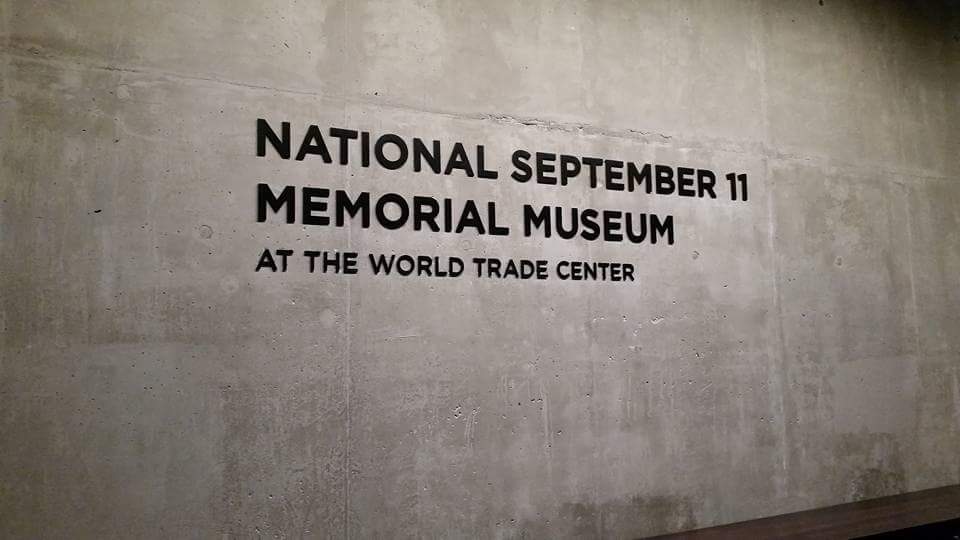 NATIONAL SEPTEMBER 11
MEMORIAL MUSEUM
AT THE WORLD TRADE CENTER